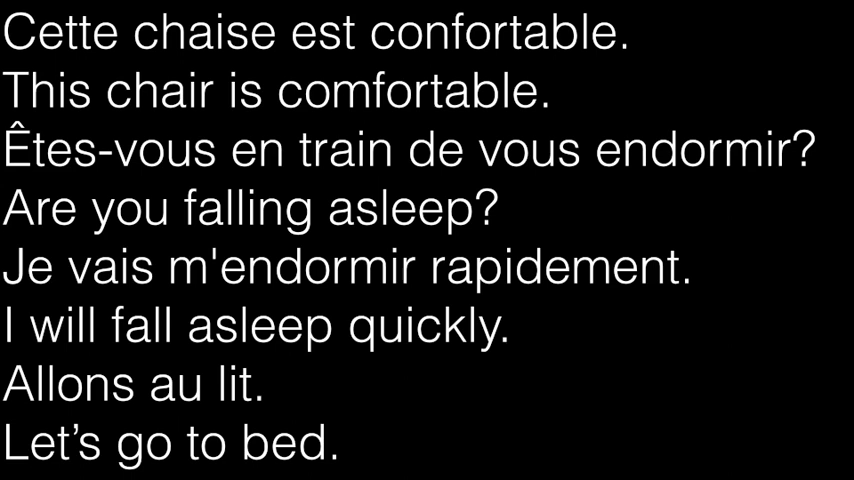 Cette chaise est confortable.
This chair is comfortable.
Êtes-vous en train de vous endormir?
Are you falling asleep?
Je vais m'endormir rapidement.
I will fall asleep quickly.
Allons au lit.
Let’s go to bed.